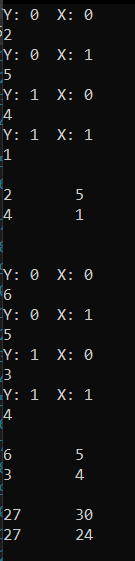 Y: 0  X: 0
2
Y: 0  X: 1
5
Y: 1  X: 0
4
Y: 1  X: 1
1
2       5
4       1
Y: 0  X: 0
6
Y: 0  X: 1
5
Y: 1  X: 0
3
Y: 1  X: 1
4
6       5
3       4
27      30
27      24